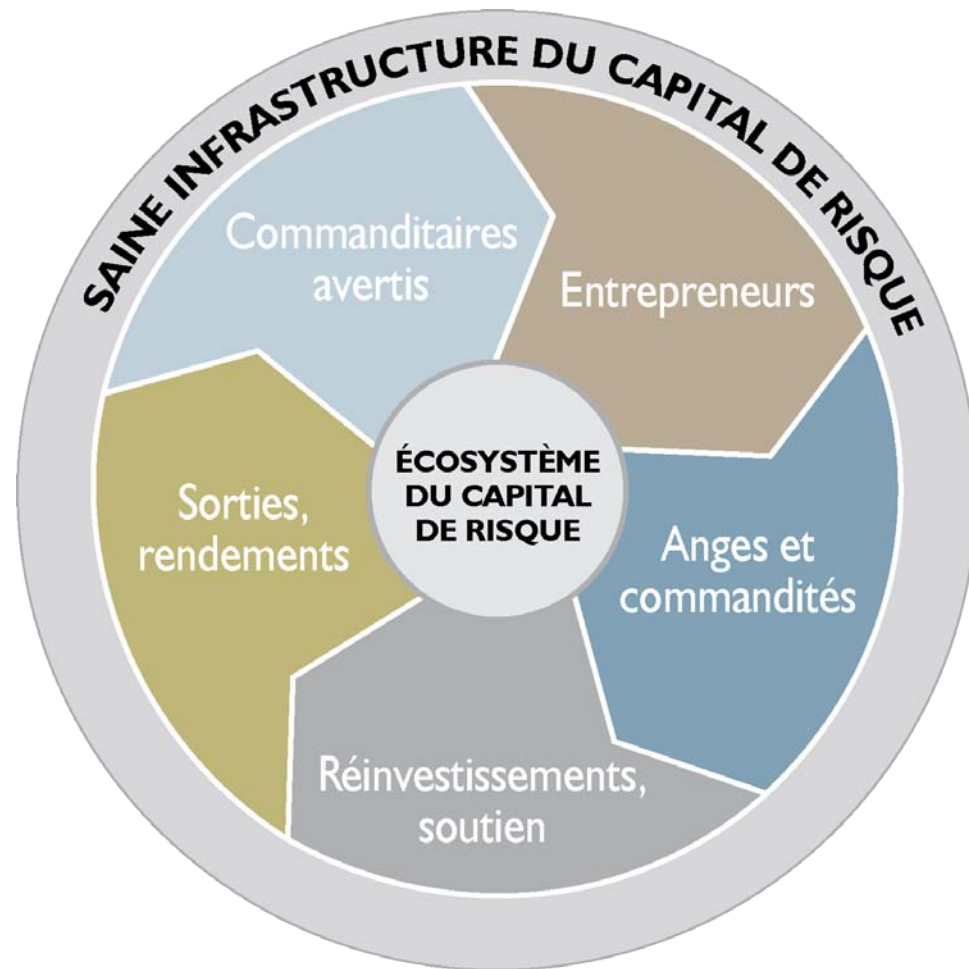 SAINE INFRASTRUCTURE DU CAPITAL DE RISQUE
Commanditaires
avertis
Entrepreneurs
ÉCOSYSTÈME
DU CAPITAL
DE RISQUE
Sorties,
rendements
Anges et
commandités
Réinvestissements,
soutien